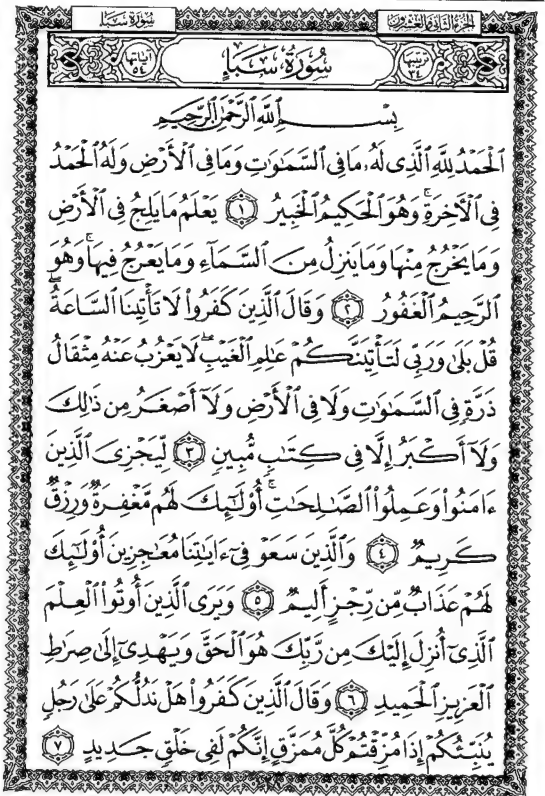 سُورَةُ سَبَإٍ
الجزء الثاني والعشرون
ترتيبها ٣٤
سُورَةُ سَبَإٍ
آياتها ٥٤
بِسْمِ ٱللَّهِ ٱلرَّحْمَٰنِ ٱلرَّحِيمِ
ٱلْحَمْدُ لِلَّهِ ٱلَّذِى لَهُۥ مَا فِى ٱلسَّمَٰوَٰتِ وَمَا فِى ٱلْأَرْضِ وَلَهُ ٱلْحَمْدُ
فِى ٱلْأَخِرَةِ ۚ وَهُوَ ٱلْحَكِيمُ ٱلْخَبِيرُ ١ يَعْلَمُ مَا يَلِجُ فِى ٱلْأَرْضِ
وَمَا يَخْرُجُ مِنْهَا وَمَا يَنزِلُ مِنَ ٱلسَّمَآءِ وَمَا يَعْرُجُ فِيهَا ۚ وَهُوَ
ٱلرَّحِيمُ ٱلْغَفُورُ ٢ وَقَالَ ٱلَّذِينَ كَفَرُوا۟ لَا تَأْتِينَا ٱلسَّاعَةُ ۖ
قُلْ بَلَىٰ وَرَبِّى لَتَأْتِيَنَّكُمْ عَٰلِمِ ٱلْغَيْبِ ۖ لَا يَعْزُبُ عَنْهُ مِثْقَالُ
ذَرَّةٍ فِى ٱلسَّمَٰوَٰتِ وَلَا فِى ٱلْأَرْضِ وَلَآ أَصْغَرُ مِن ذَٰلِكَ
وَلَآ أَكْبَرُ إِلَّا فِى كِتَٰبٍ مُّبِينٍ ٣ لِّيَجْزِىَ ٱلَّذِينَ
ءَامَنُوا۟ وَعَمِلُوا۟ ٱلصَّٰلِحَٰتِ ۚ أُو۟لَٰٓئِكَ لَهُم مَّغْفِرَةٌ وَرِزْقٌ
كَرِيمٌ ٤ وَٱلَّذِينَ سَعَوْ فِىٓ ءَايَٰتِنَا مُعَٰجِزِينَ أُو۟لَٰٓئِكَ
لَهُمْ عَذَابٌ مِّن رِّجْزٍ أَلِيمٌ ٥ وَيَرَى ٱلَّذِينَ أُوتُوا۟ ٱلْعِلْمَ
ٱلَّذِىٓ أُنزِلَ إِلَيْكَ مِن رَّبِّكَ هُوَ ٱلْحَقَّ وَيَهْدِىٓ إِلَىٰ صِرَٰطِ
ٱلْعَزِيزِ ٱلْحَمِيدِ ٦ وَقَالَ ٱلَّذِينَ كَفَرُوا۟ هَلْ نَدُلُّكُمْ عَلَىٰ رَجُلٍ
يُنَبِّئُكُمْ إِذَا مُزِّقْتُمْ كُلَّ مُمَزَّقٍ إِنَّكُمْ لَفِى خَلْقٍ جَدِيدٍ ٧